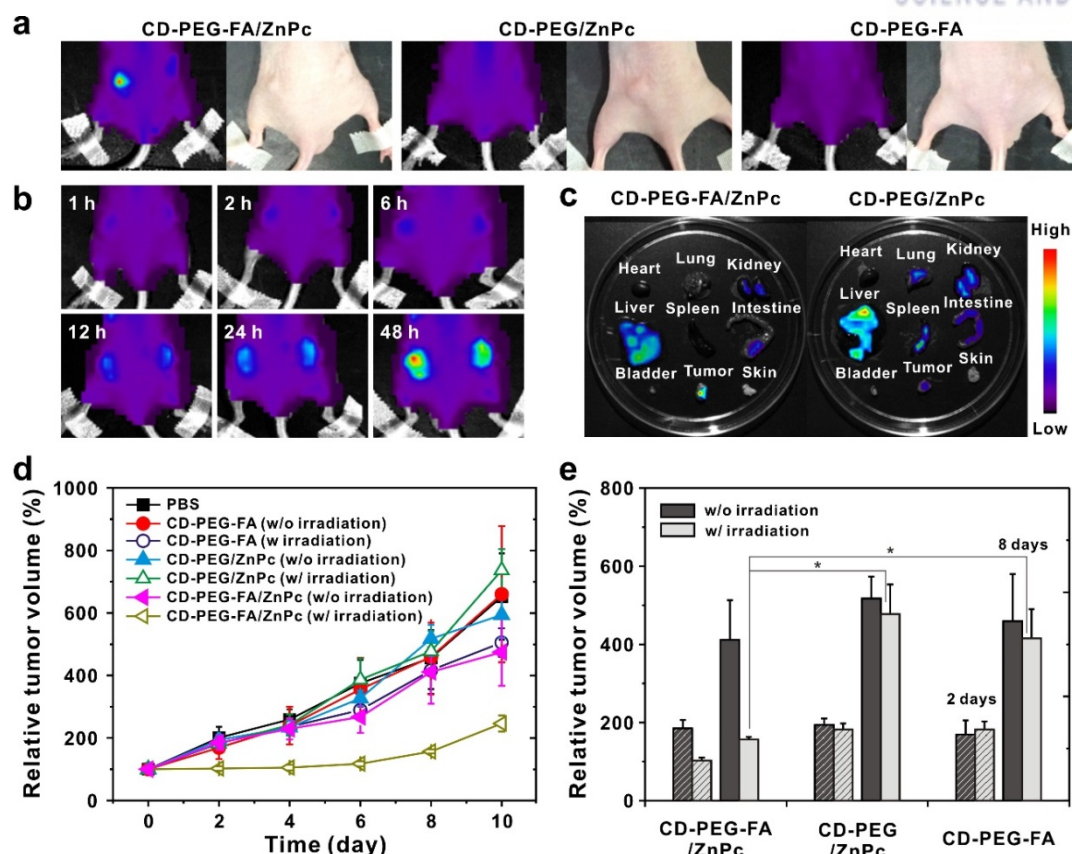 SCIENCE AND
a
CD-PEG-FA/ZnPc CD-PEG/ZnPc CD-PEG-FA
b
1 h 2 h 6 h
12 h 24 h 48 h
c
CD-PEG-FA/ZnPc CD-PEG/ZnPc
Heart Lung Kidney
Liver Spleen Intestine
Bladder Tumor Skin
Heart Lung Kidney
Liver Spleen Intestine
Bladder Tumor Skin
High
Low
d
Relative tumor volume (%)
1000
800
600
400
200
0
PBS
CD-PEG-FA (w/o irradiation)
CD-PEG-FA (w irradiation)
CD-PEG/ZnPc (w/o irradiation)
CD-PEG/ZnPc (w/ irradiation)
CD-PEG-FA/ZnPc (w/o irradiation)
CD-PEG-FA/ZnPc (w/ irradiation)
0 2 4 6 8 10
Time (day)
e
Relative tumor volume (%)
800
600
400
200
0
w/o irradiation
w/ irradiation
* *
8 days
2 days
CD-PEG-FA
/ZnPc
CD-PEG
/ZnPc
CD-PEG-FA